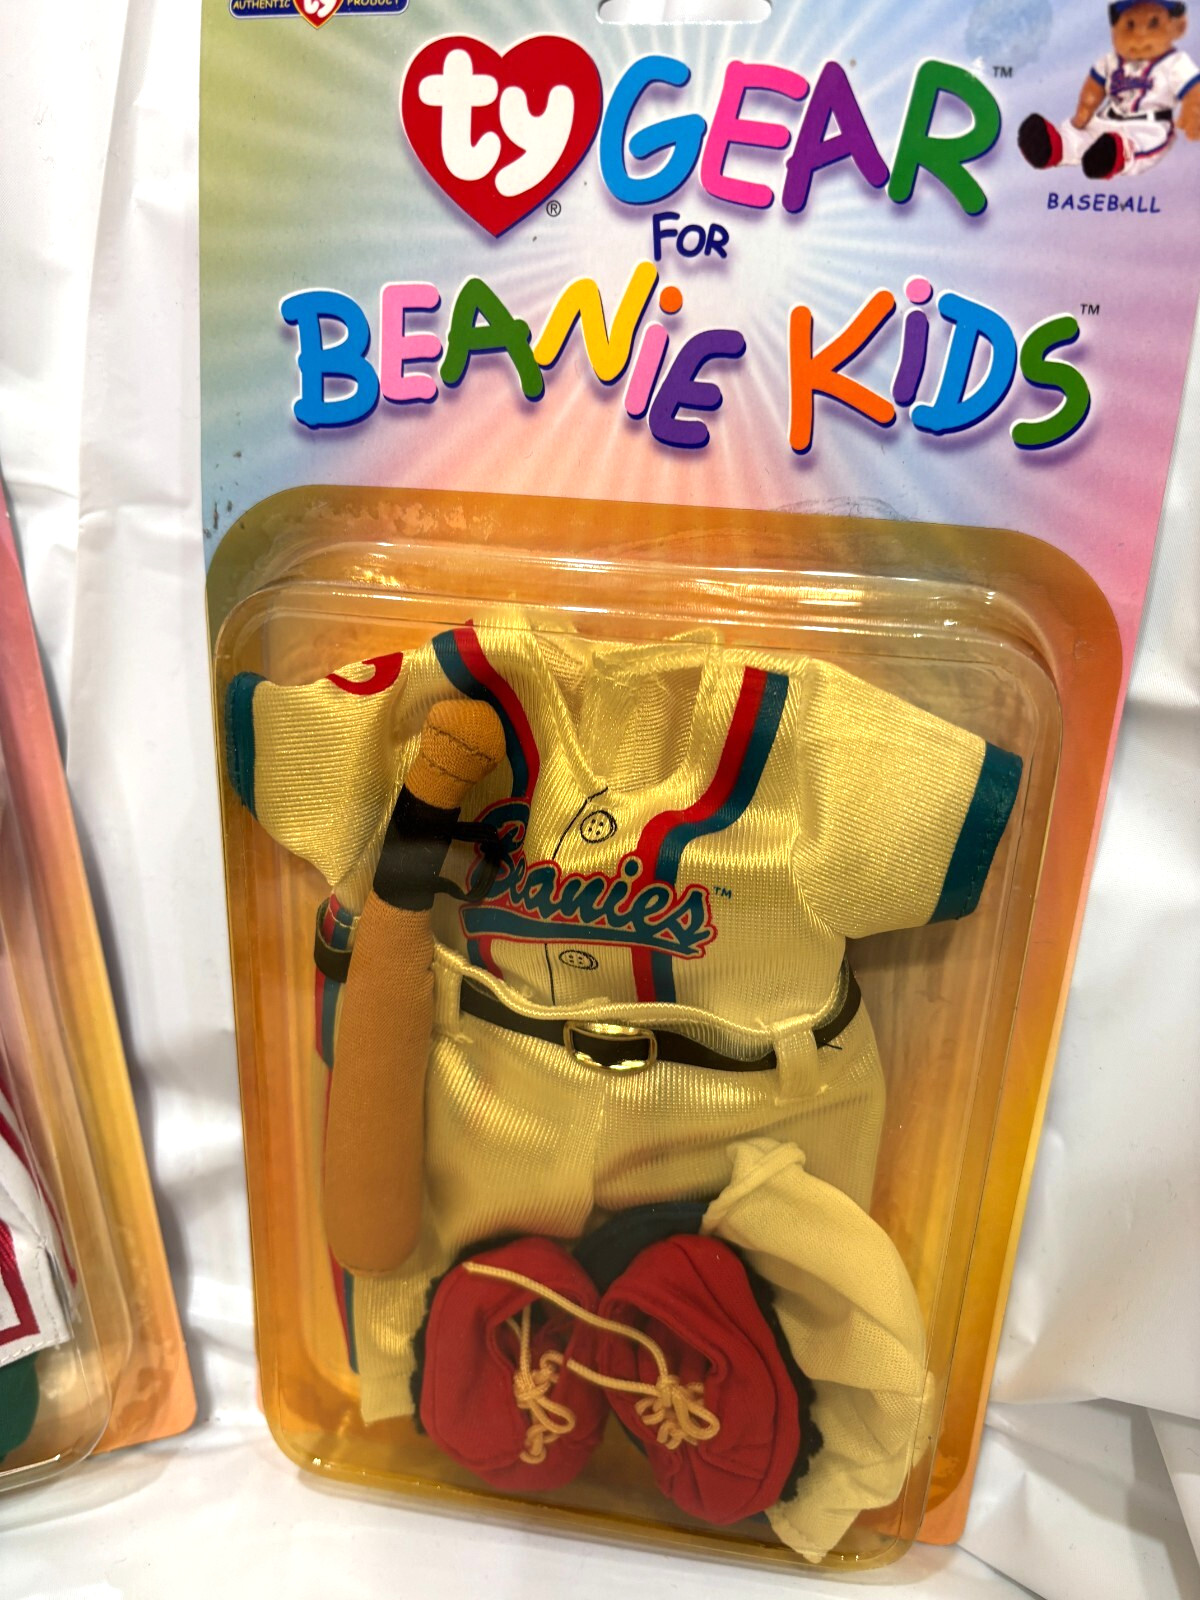 AUTHENTIC ty PRODUCT
ty® GEAR™
FOR
BEANiE KiDS™
BASEBALL
Beanies™